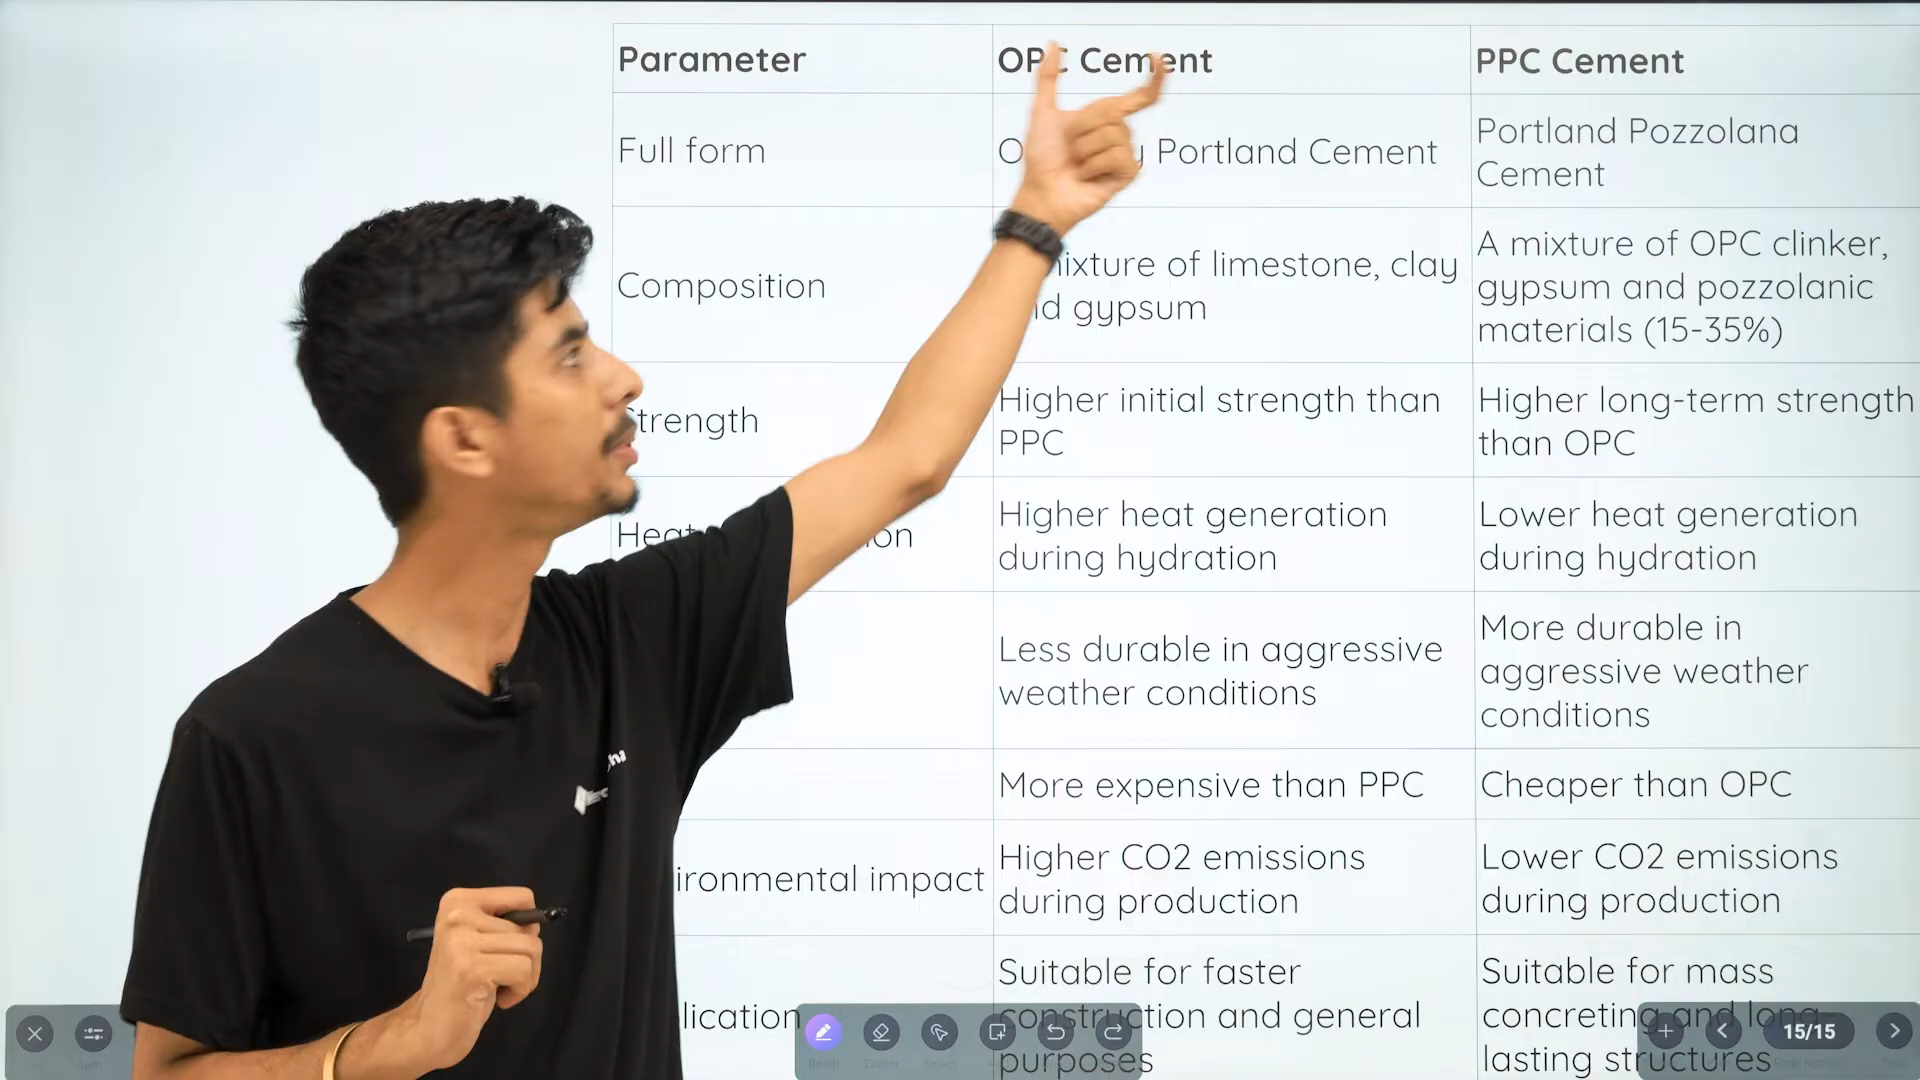 Parameter
OPC Cement
PPC Cement
Full form
Portland Cement
Portland Pozzolana
Cement
Composition
of limestone, clay
gypsum
A mixture of OPC clinker,
gypsum and pozzolanic
materials (15-35%)
Higher initial strength than
PPC
Higher long-term strength
than OPC
Higher heat generation
during hydration
Lower heat generation
during hydration
Less durable in aggressive
weather conditions
More durable in
aggressive weather
conditions
More expensive than PPC
Cheaper than OPC
impact
Higher CO2 emissions
during production
Lower CO2 emissions
during production
Suitable for faster
construction and general
purposes
Suitable for mass
concreting and long-
lasting structures
15/15